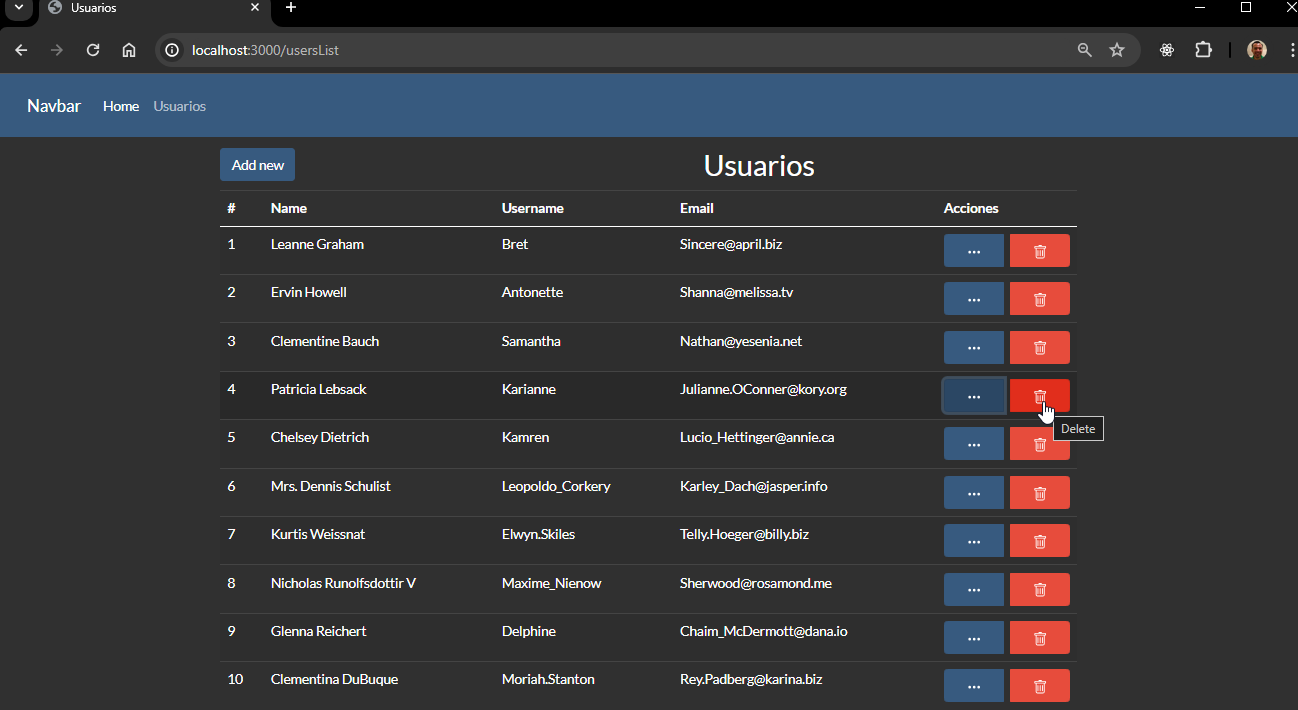 Usuarios
localhost:3000/usersList
Navbar Home Usuarios
Add new Usuarios
# Name Username Email Acciones
1 Leanne Graham Bret Sincere@april.biz
2 Ervin Howell Antonette Shanna@melissa.tv
3 Clementine Bauch Samantha Nathan@yesenia.net
4 Patricia Lebsack Karianne Julianne.OConner@kory.org
Delete
5 Chelsey Dietrich Kamren Lucio_Hettinger@annie.ca
6 Mrs. Dennis Schulist Leopoldo_Corkery Karley_Dach@jasper.info
7 Kurtis Weissnat Elwyn.Skiles Telly.Hoeger@billy.biz
8 Nicholas Runolfsdottir V Maxime_Nienow Sherwood@rosamond.me
9 Glenna Reichert Delphine Chaim_McDermott@dana.io
10 Clementina DuBuque Moriah.Stanton Rey.Padberg@karina.biz